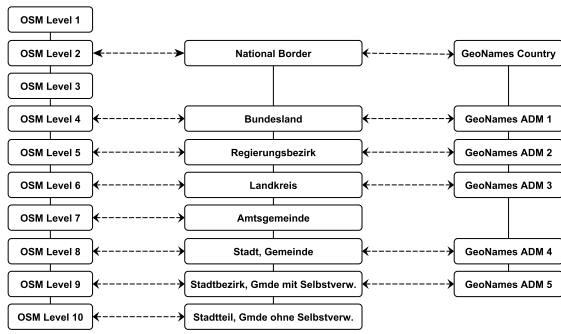 OSM Level 1
OSM Level 2 National Border GeoNames Country
OSM Level 3
OSM Level 4 Bundesland GeoNames ADM 1
OSM Level 5 Regierungsbezirk GeoNames ADM 2
OSM Level 6 Landkreis GeoNames ADM 3
OSM Level 7 Amtsgemeinde
OSM Level 8 Stadt, Gemeinde GeoNames ADM 4
OSM Level 9 Stadtbezirk, Gmde mit Selbstverw. GeoNames ADM 5
OSM Level 10 Stadtteil, Gmde ohne Selbstverw.